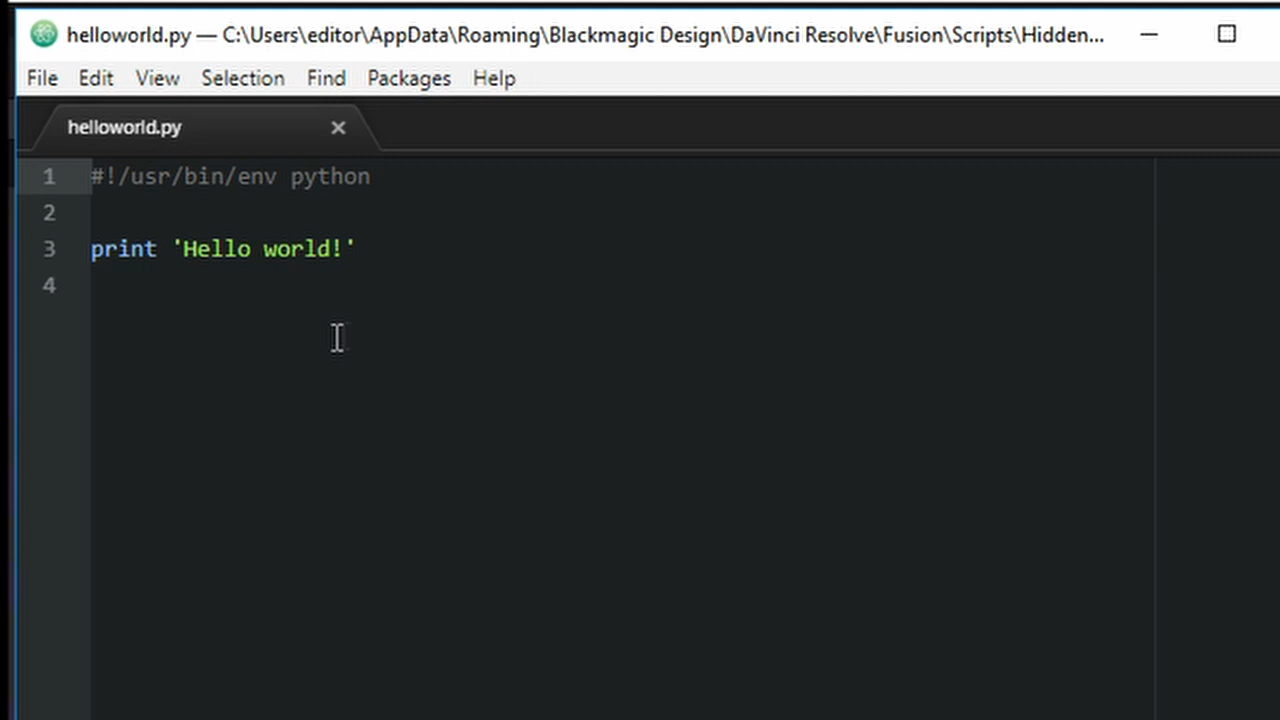 helloworld.py — C:\Users\editor\AppData\Roaming\Blackmagic Design\DaVinci Resolve\Fusion\Scripts\Hidden...
File Edit View Selection Find Packages Help
helloworld.py
1 #!/usr/bin/env python
2
3 print 'Hello world!'
4